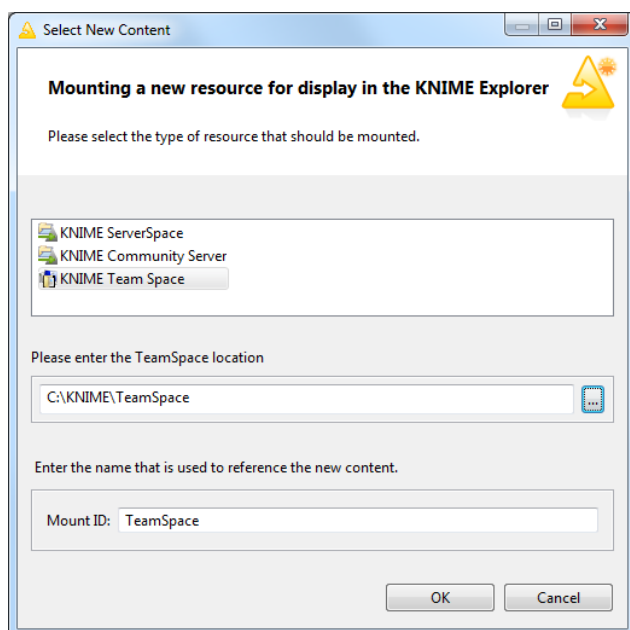 Select New Content
Mounting a new resource for display in the KNIME Explorer
Please select the type of resource that should be mounted.
KNIME ServerSpace
KNIME Community Server
KNIME Team Space
Please enter the TeamSpace location
C:\KNIME\TeamSpace
...
Enter the name that is used to reference the new content.
Mount ID: TeamSpace
OK Cancel